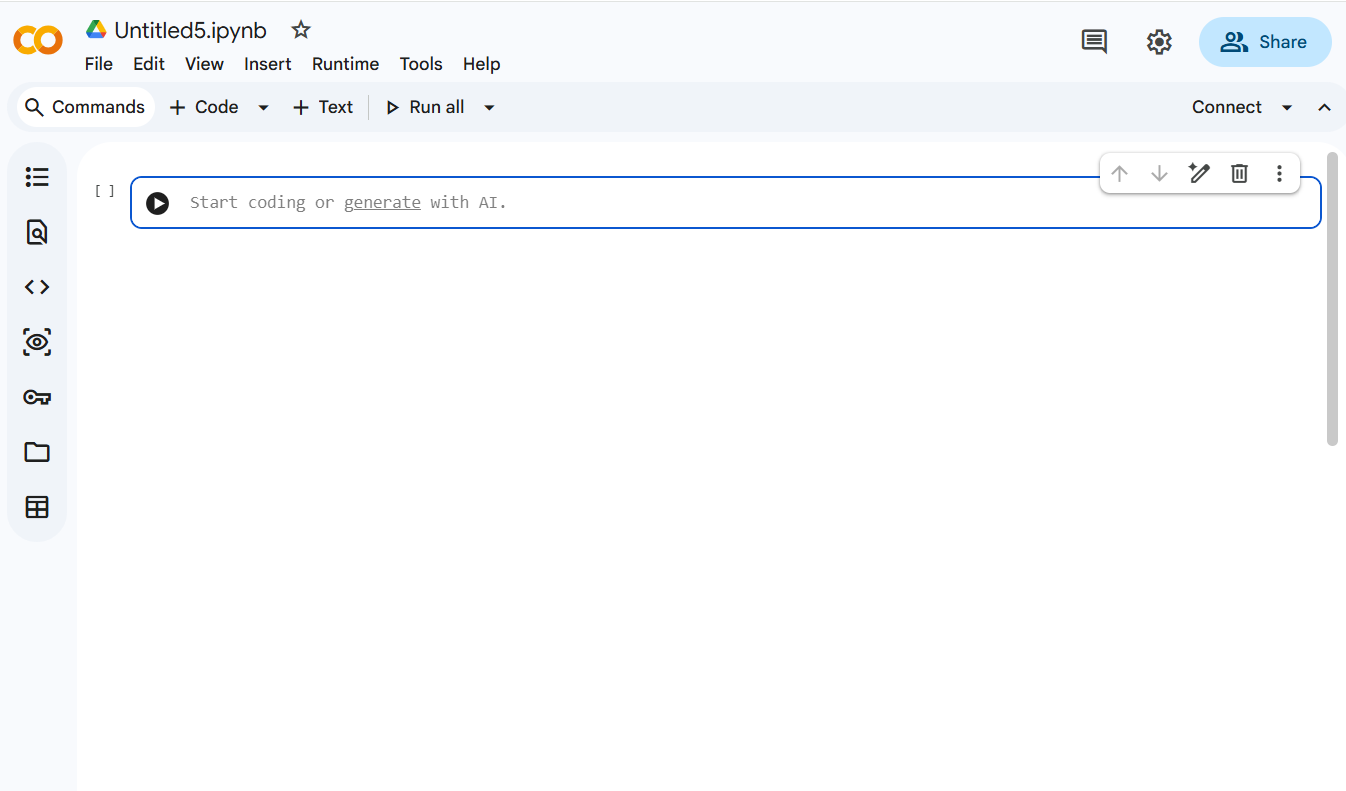 Untitled5.ipynb
File Edit View Insert Runtime Tools Help
Share
Commands + Code + Text Run all Connect
[ ] Start coding or generate with AI.